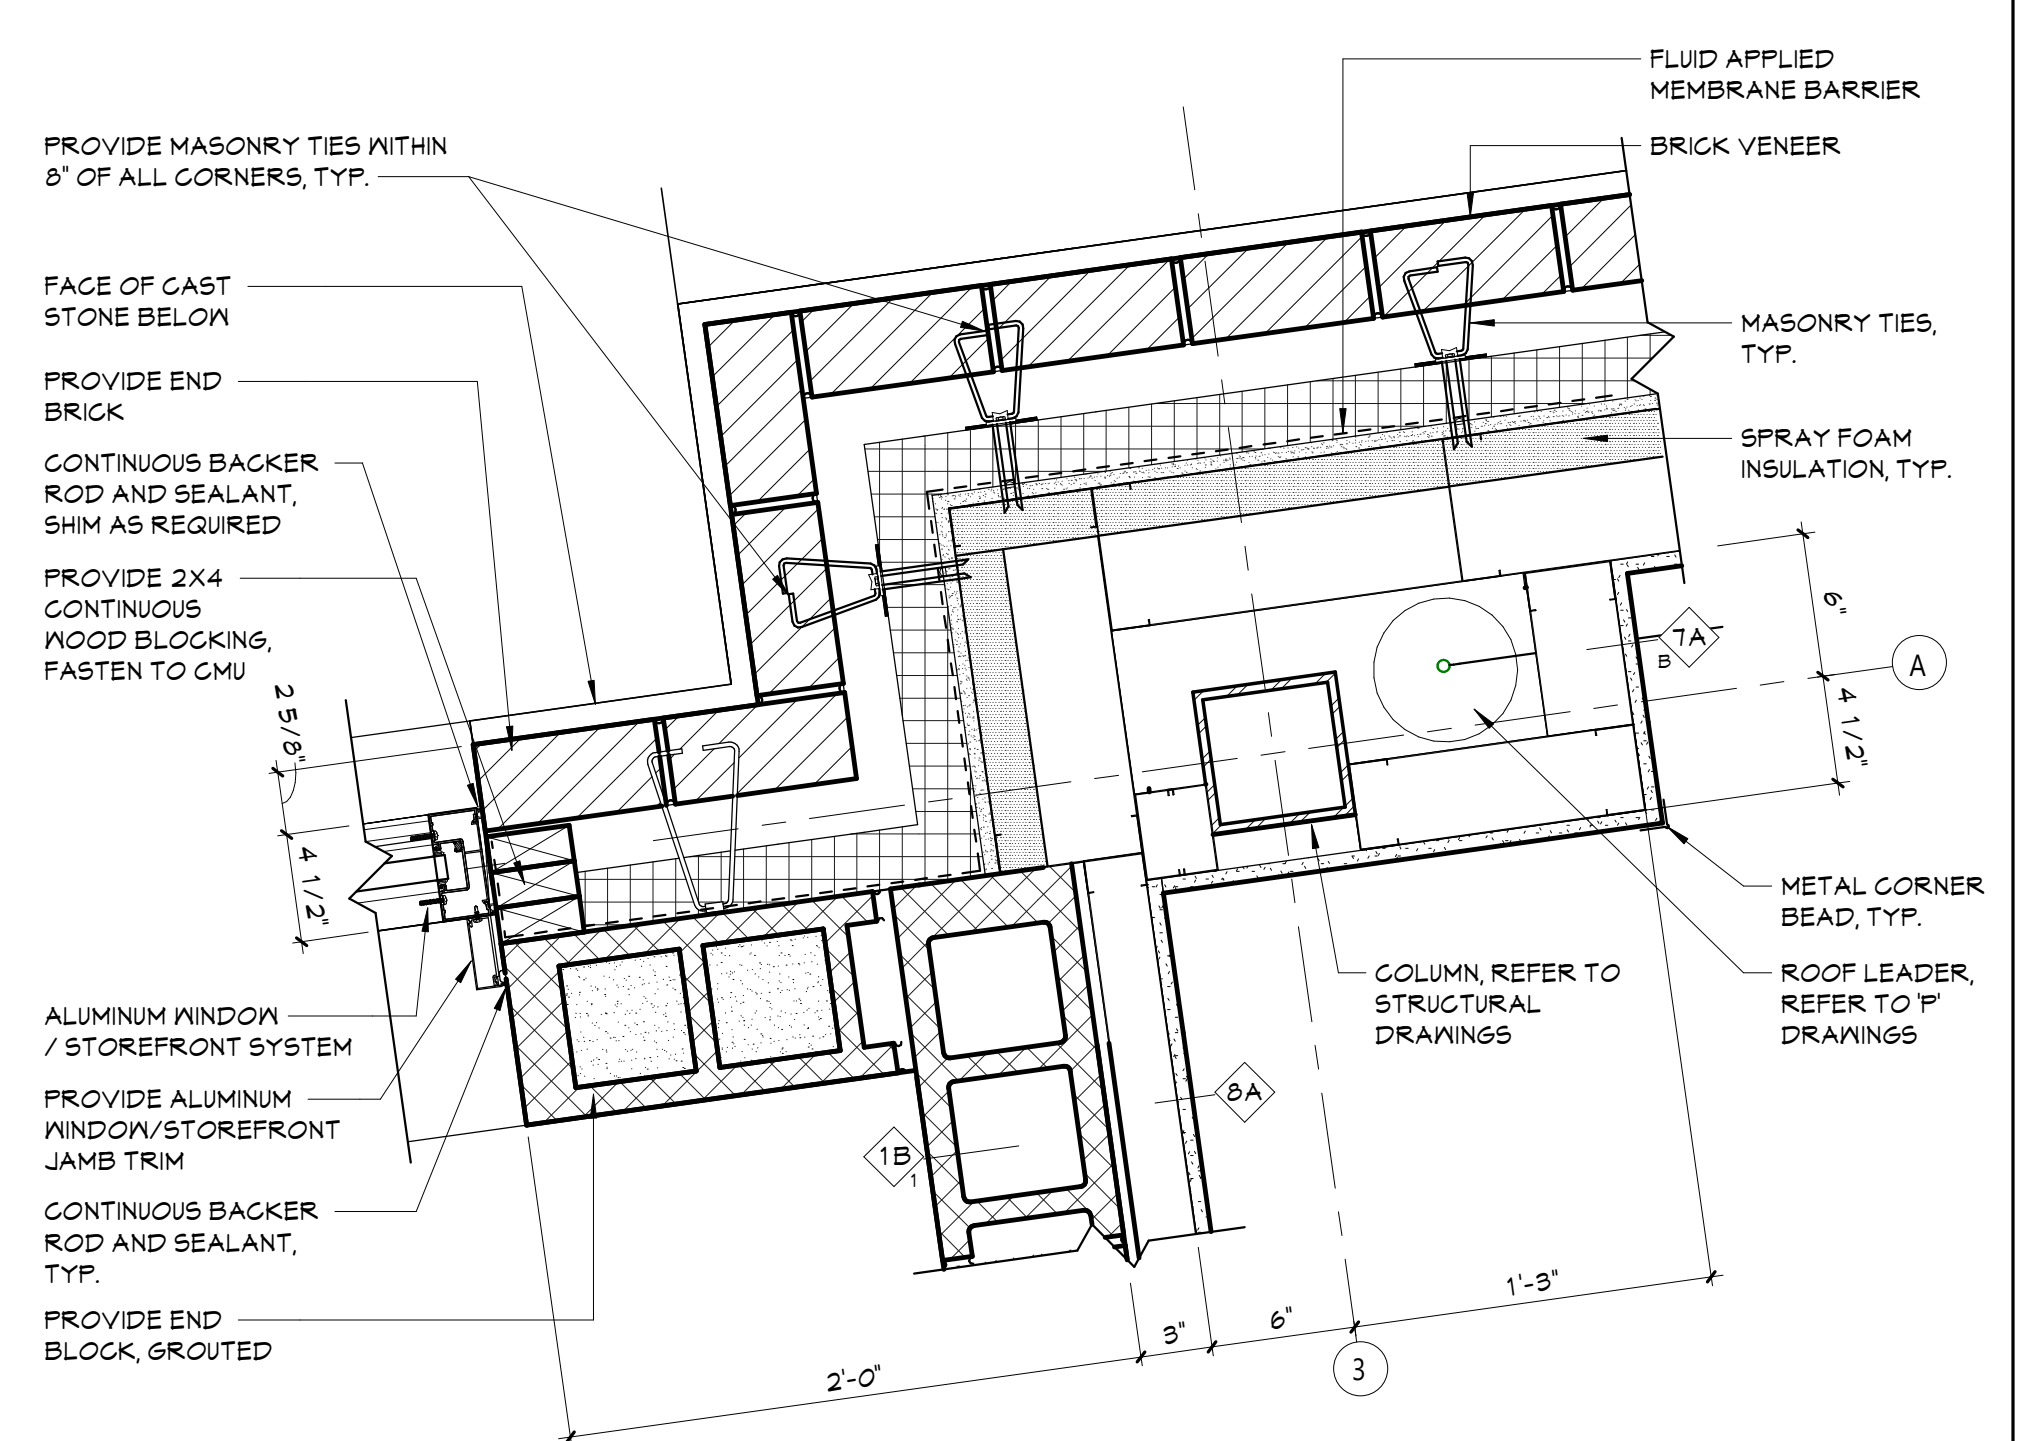 PROVIDE MASONRY TIES WITHIN
8" OF ALL CORNERS, TYP.
FACE OF CAST
STONE BELOW
PROVIDE END
BRICK
CONTINUOUS BACKER
ROD AND SEALANT,
SHIM AS REQUIRED
PROVIDE 2X4
CONTINUOUS
WOOD BLOCKING,
FASTEN TO CMU
2 5/8"
4 1/2"
ALUMINUM WINDOW
/ STOREFRONT SYSTEM
PROVIDE ALUMINUM
WINDOW/STOREFRONT
JAMB TRIM
CONTINUOUS BACKER
ROD AND SEALANT,
TYP.
PROVIDE END
BLOCK, GROUTED
FLUID APPLIED
MEMBRANE BARRIER
BRICK VENEER
MASONRY TIES,
TYP.
SPRAY FOAM
INSULATION, TYP.
6"
7A
B
A
4 1/2"
METAL CORNER
BEAD, TYP.
COLUMN, REFER TO
STRUCTURAL
DRAWINGS
ROOF LEADER,
REFER TO 'P'
DRAWINGS
8A
1B
1
2'-0"
3"
6"
1'-3"
3